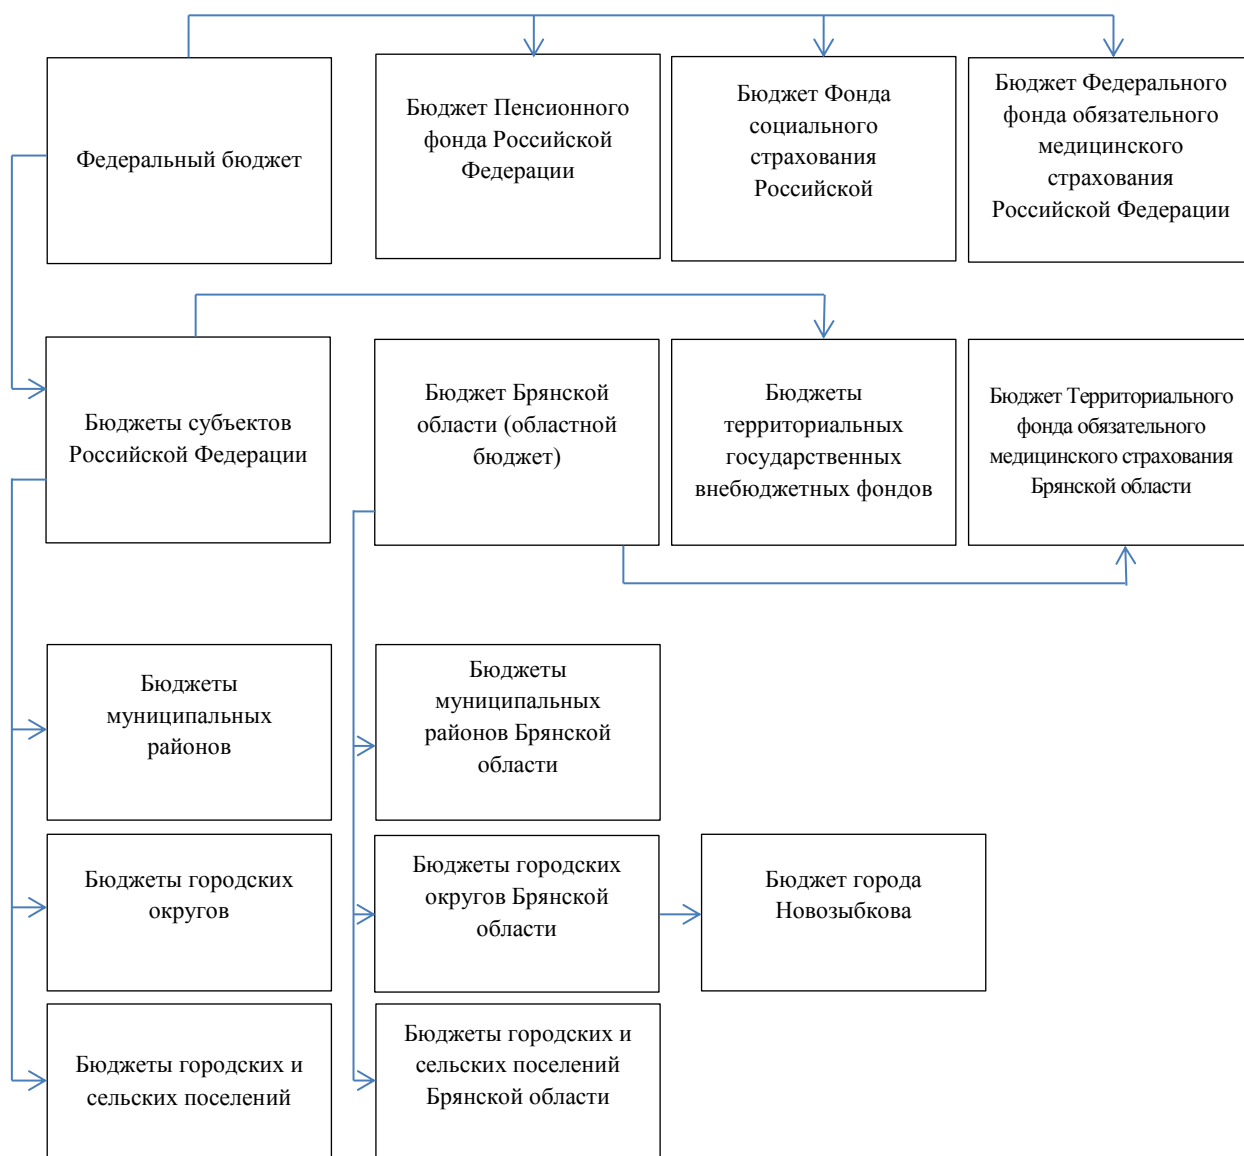 Федеральный бюджет
Бюджет Пенсионного
фонда Российской
Федерации
Бюджет Фонда
социального
страхования
Российской
Бюджет Федерального
фонда обязательного
медицинского
страхования
Российской Федерации
Бюджеты субъектов
Российской Федерации
Бюджет Брянской
области (областной
бюджет)
Бюджеты
территориальных
государственных
внебюджетных фондов
Бюджет Территориального
фонда обязательного
медицинского страхования
Брянской области
Бюджеты
муниципальных
районов
Бюджеты
муниципальных
районов Брянской
области
Бюджеты городских
округов
Бюджеты городских
округов Брянской
области
Бюджет города
Новозыбкова
Бюджеты городских и
сельских поселений
Бюджеты городских и
сельских поселений
Брянской области